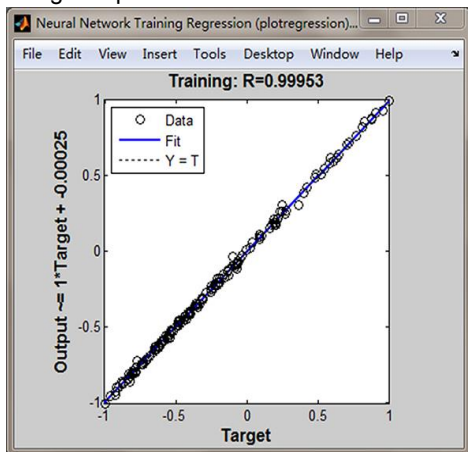 Neural Network Training Regression (plotregression)...
File Edit View Insert Tools Desktop Window Help
Training: R=0.99953
Output ~= 1*Target + -0.00025
1
0.5
0
-0.5
-1
Data
Fit
Y = T
-1 -0.5 0 0.5 1
Target